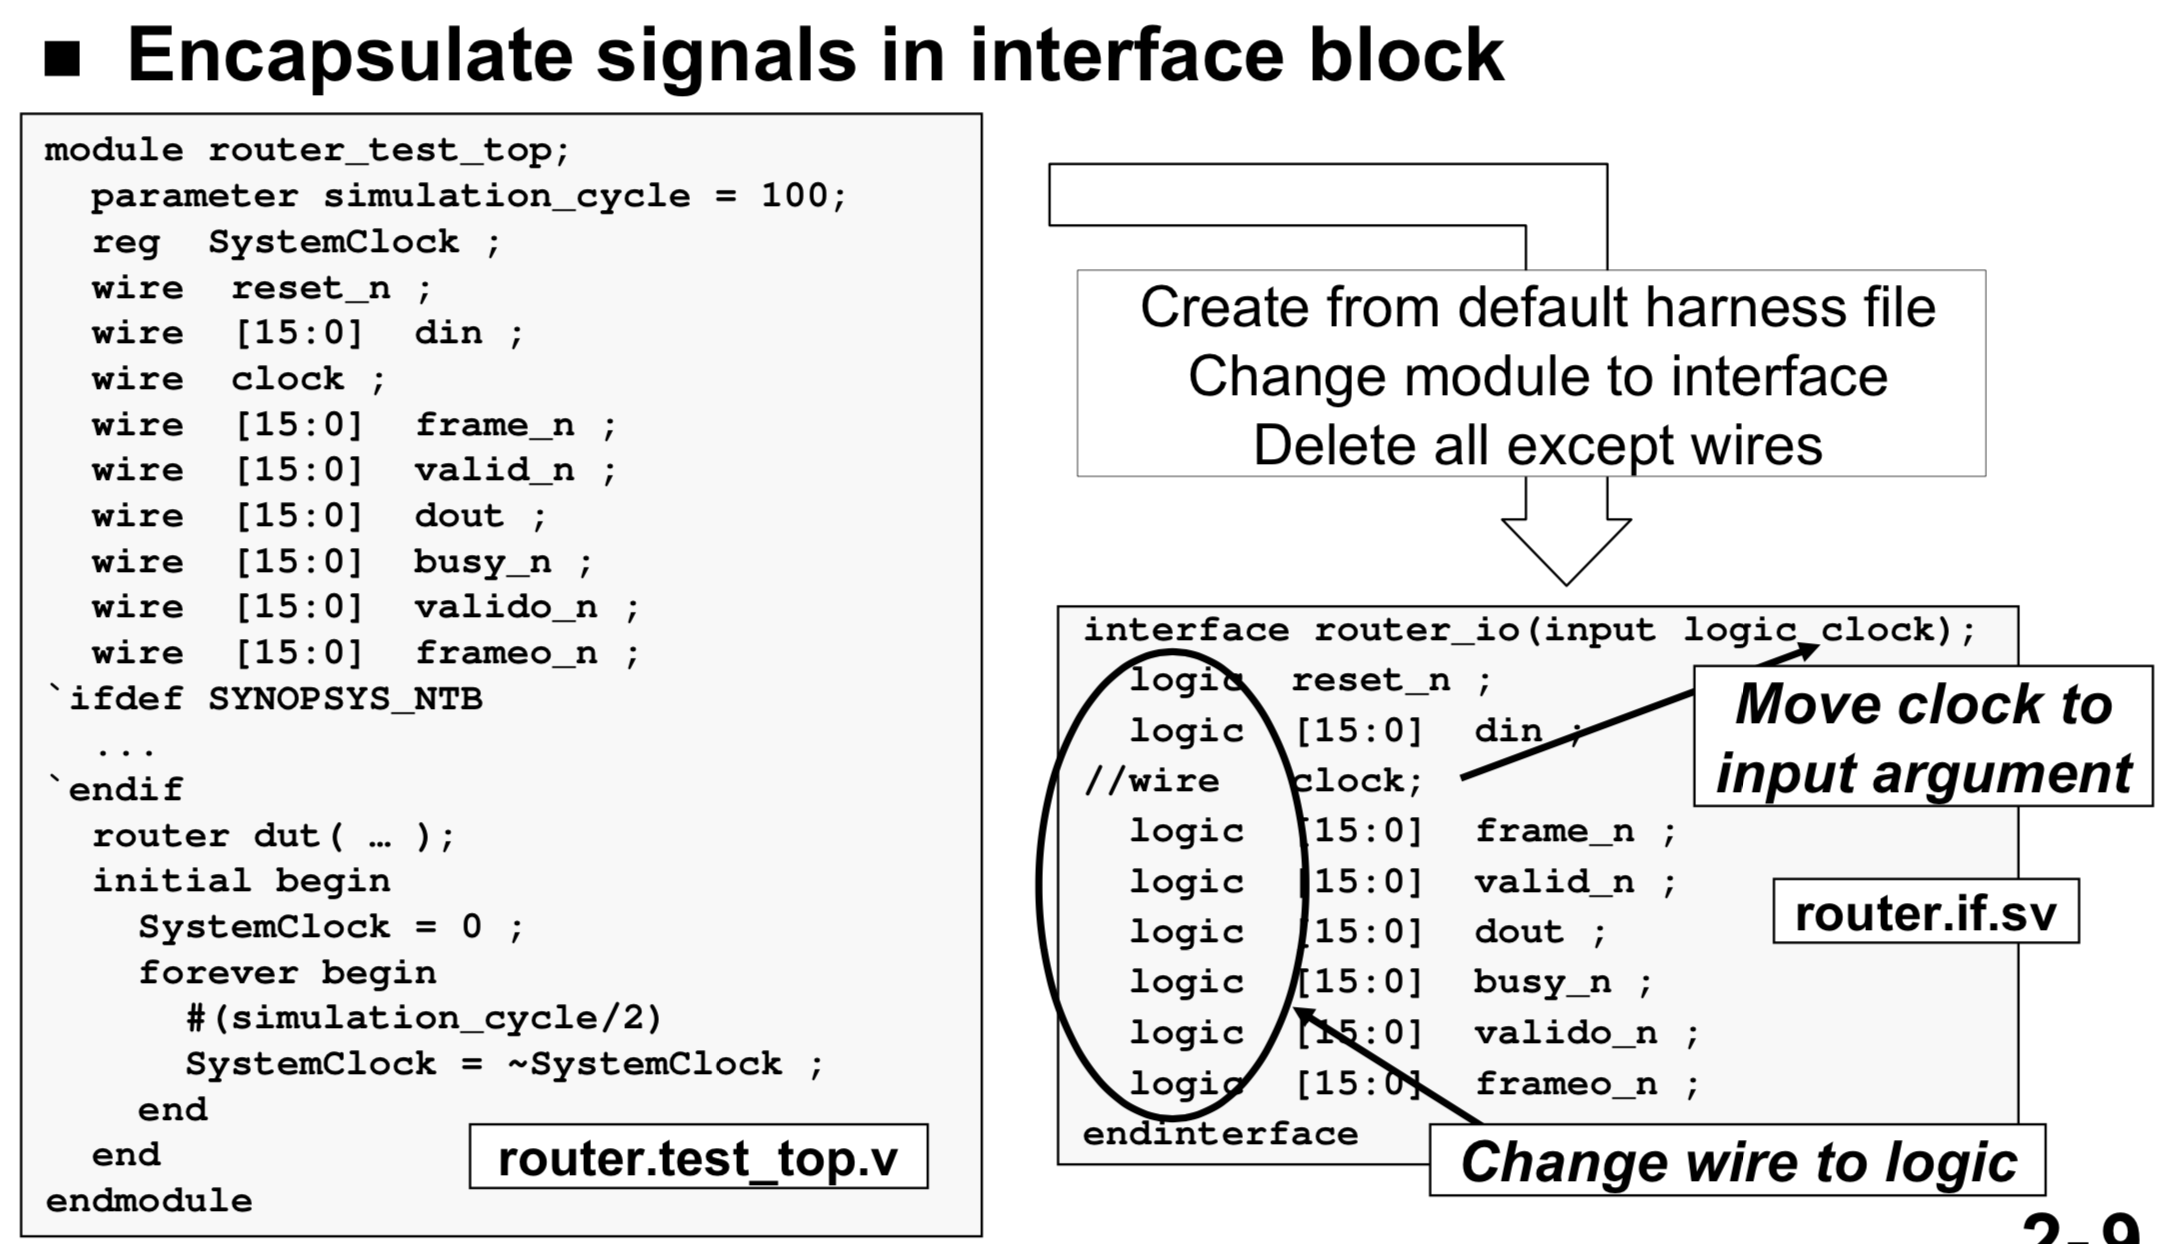 ■ Encapsulate signals in interface block
module router_test_top;
parameter simulation_cycle = 100;
reg SystemClock ;
wire reset_n ;
wire [15:0] din ;
wire clock ;
wire [15:0] frame_n ;
wire [15:0] valid_n ;
wire [15:0] dout ;
wire [15:0] busy_n ;
wire [15:0] valido_n ;
wire [15:0] frameo_n ;
`ifdef SYNOPSYS_NTB
...
`endif
router dut( … );
initial begin
SystemClock = 0 ;
forever begin
#(simulation_cycle/2)
SystemClock = ~SystemClock ;
end
end
endmodule
router.test_top.v
Create from default harness file
Change module to interface
Delete all except wires
interface router_io(input logic clock);
logic reset_n ;
logic [15:0] din ;
//wire clock;
logic [15:0] frame_n ;
logic [15:0] valid_n ;
logic [15:0] dout ;
logic [15:0] busy_n ;
logic [15:0] valido_n ;
logic [15:0] frameo_n ;
endinterface
Move clock to
input argument
router.if.sv
Change wire to logic
2-9